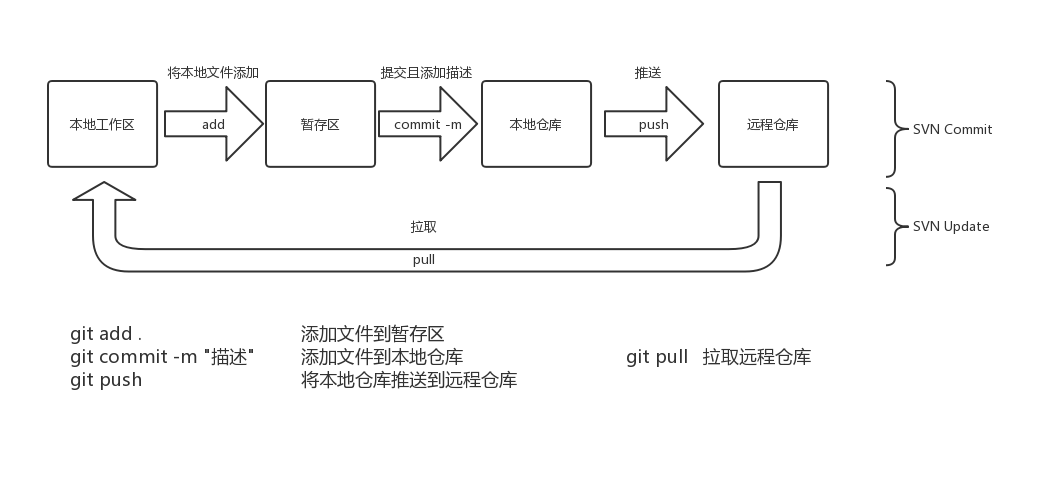 将本地文件添加
提交且添加描述
推送
本地工作区
add
暂存区
commit -m
本地仓库
push
远程仓库
SVN Commit
拉取
pull
SVN Update
git add .
添加文件到暂存区
git commit -m "描述"
添加文件到本地仓库
git pull 拉取远程仓库
git push
将本地仓库推送到远程仓库